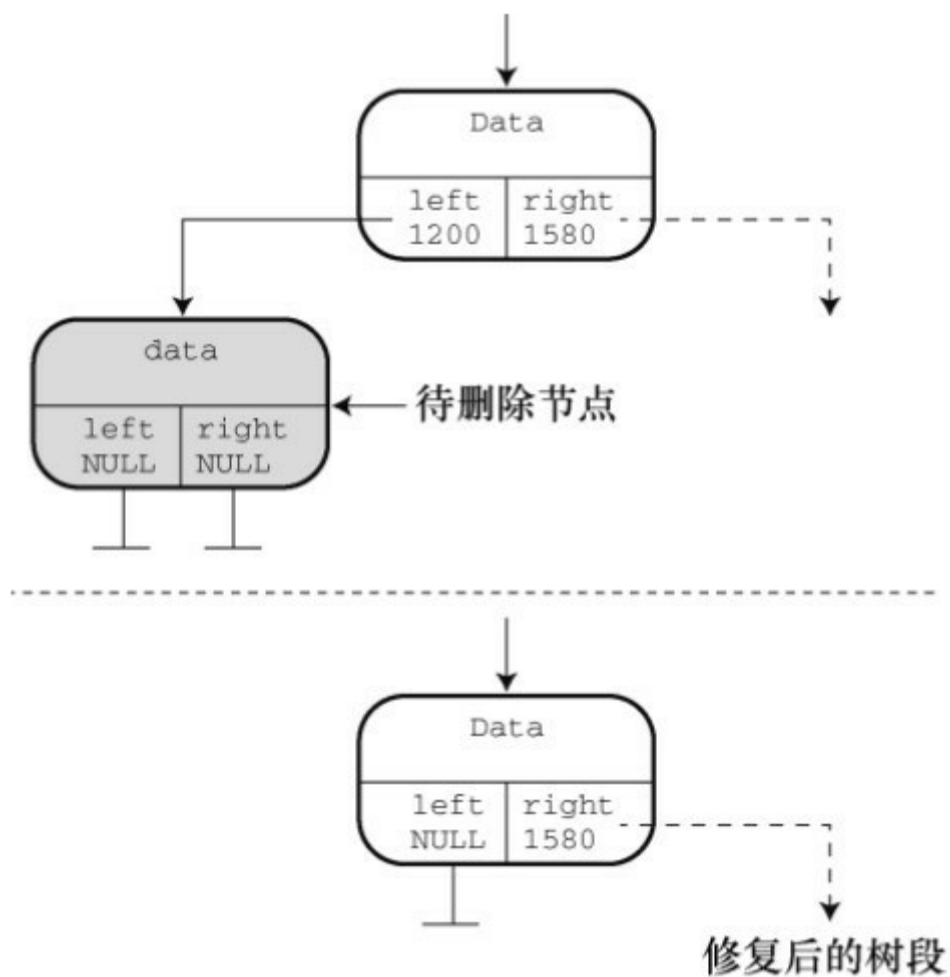 Data
left right
1200 1580
data
待删除节点
left right
NULL NULL
Data
left right
NULL 1580
修复后的树段